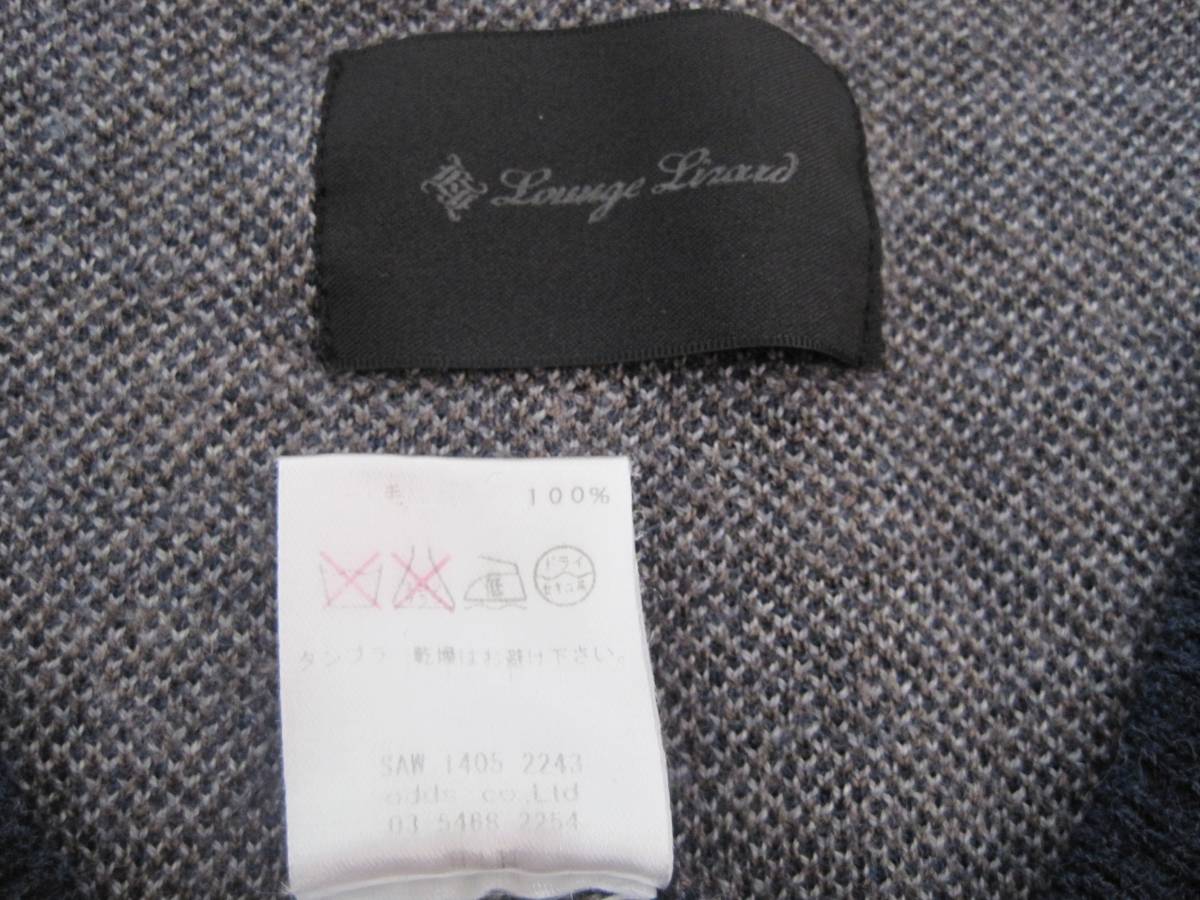 Lounge Lizard
毛 100%
低
ドライ
セキユ系
タンブラー乾燥はお避け下さい。
SAW 1405 2243
odds co.,Ltd
03 5468 2254